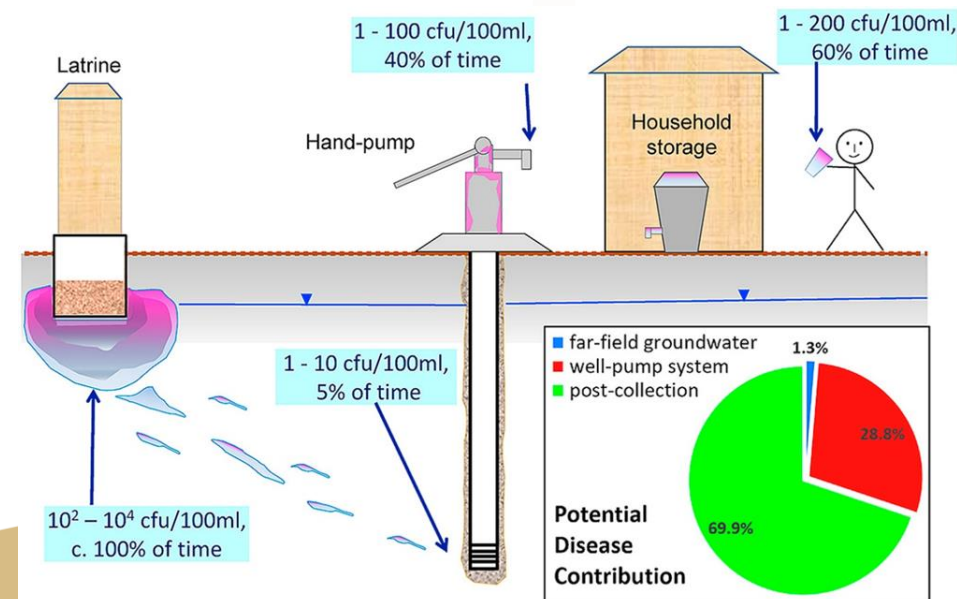 1 - 100 cfu/100ml,
40% of time
1 - 200 cfu/100ml,
60% of time
Latrine
Hand-pump
Household
storage
1 - 10 cfu/100ml,
5% of time
10² – 10⁴ cfu/100ml,
c. 100% of time
far-field groundwater
well-pump system
post-collection
1.3%
28.8%
69.9%
Potential
Disease
Contribution